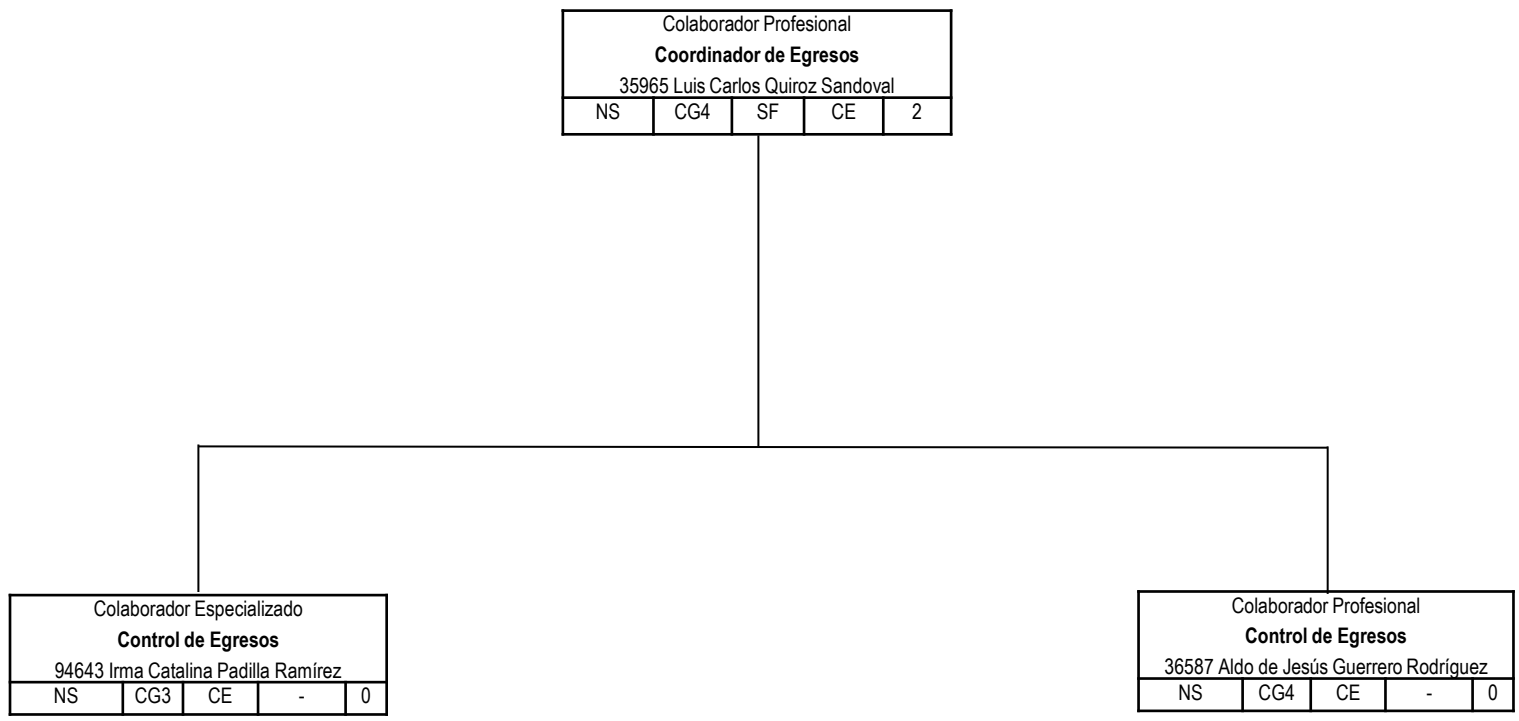 Colaborador Profesional
Coordinador de Egresos
35965 Luis Carlos Quiroz Sandoval
NS CG4 SF CE 2
Colaborador Especializado
Control de Egresos
94643 Irma Catalina Padilla Ramírez
NS CG3 CE - 0
Colaborador Profesional
Control de Egresos
36587 Aldo de Jesús Guerrero Rodríguez
NS CG4 CE - 0